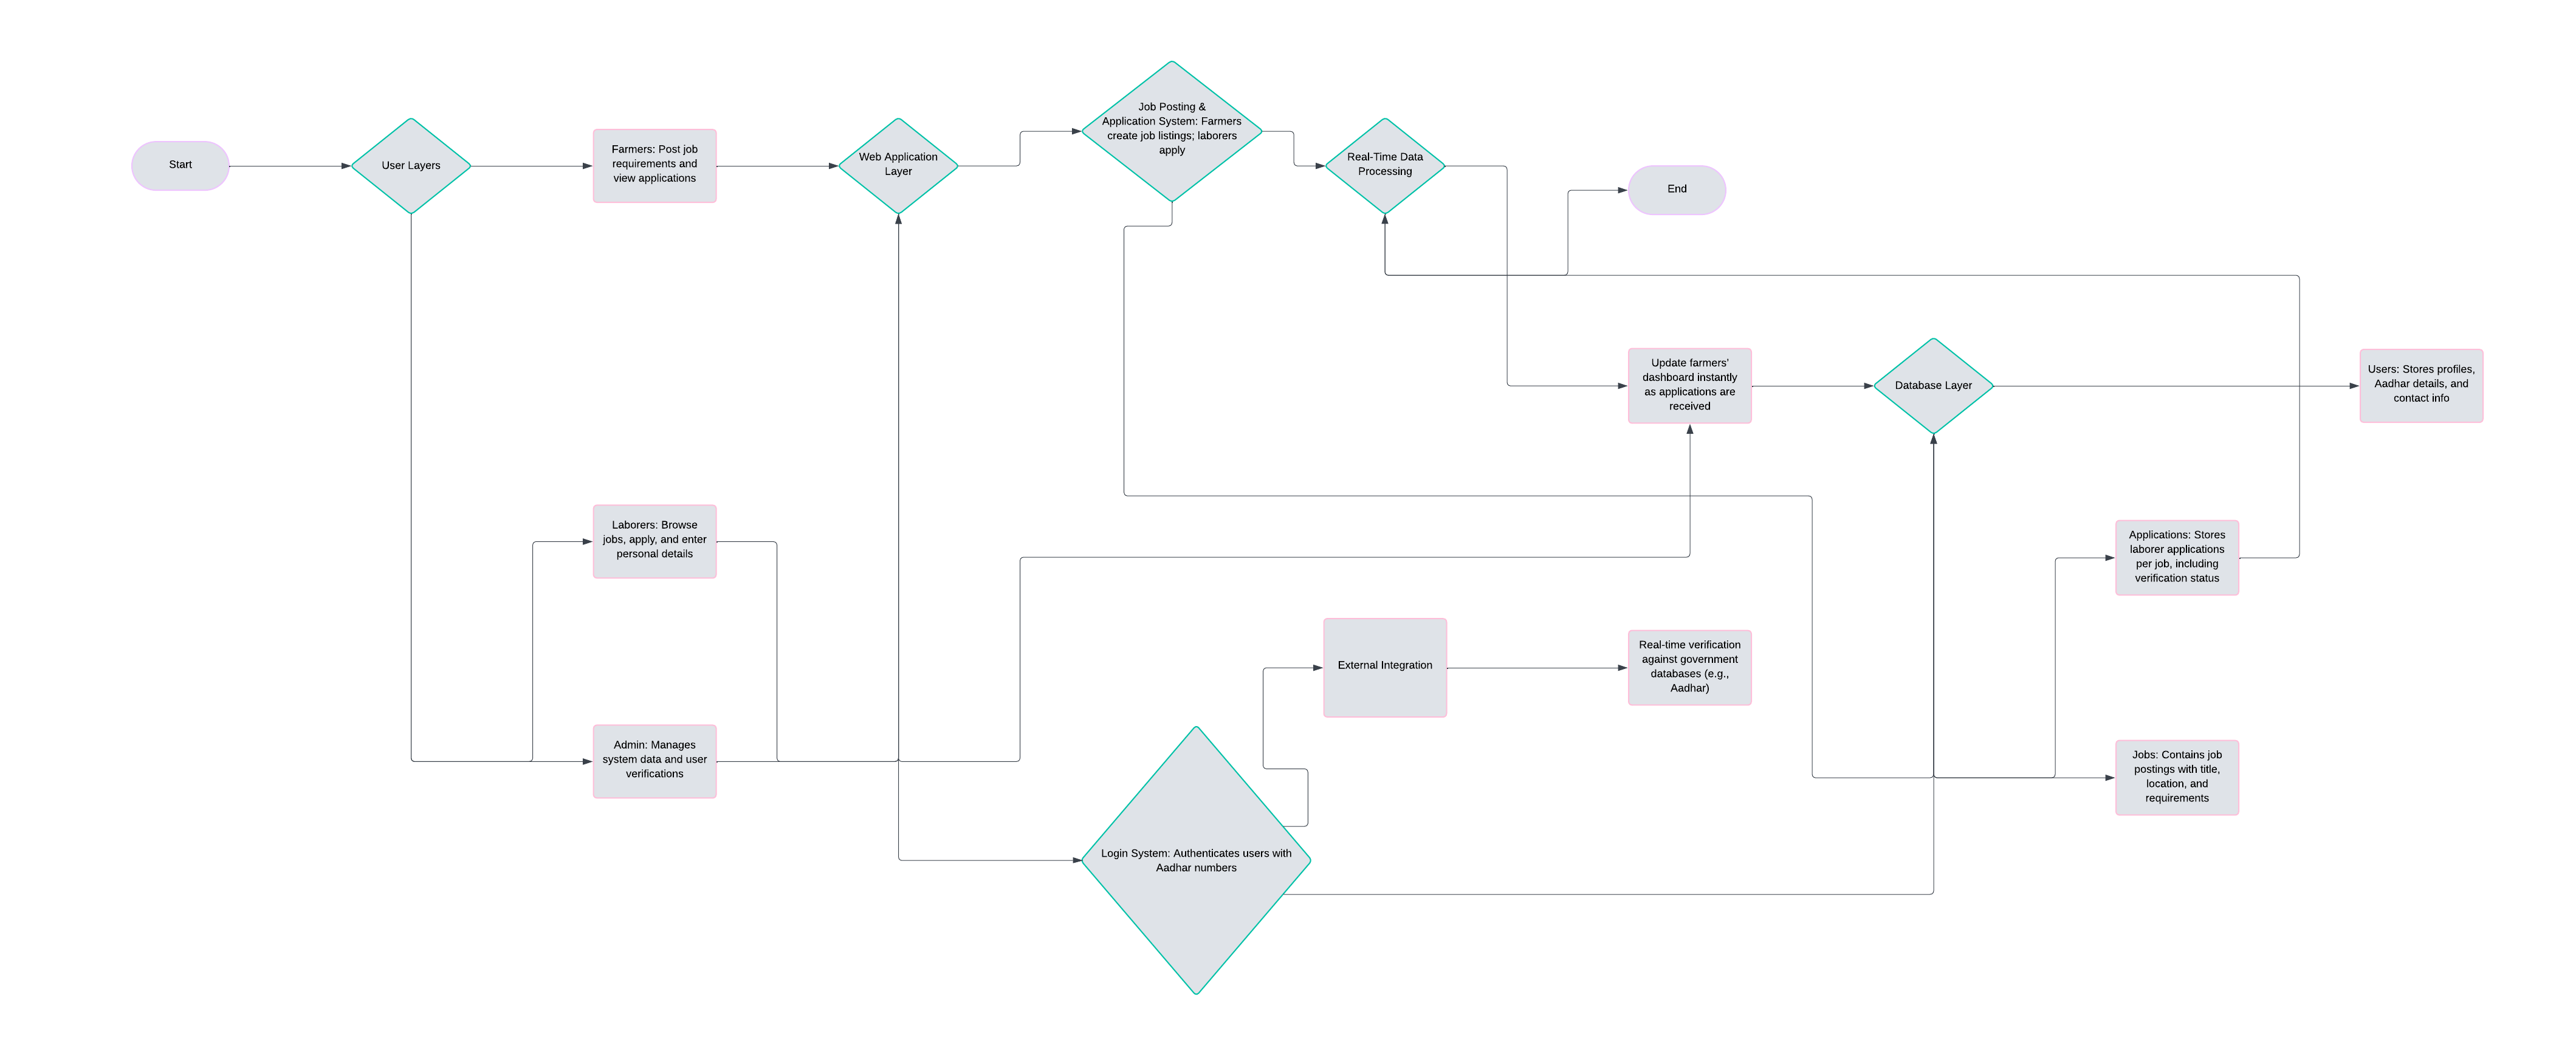 Start
User Layers
Farmers: Post job
requirements and
view applications
Web Application
Layer
Job Posting &
Application System: Farmers
create job listings; laborers
apply
Real-Time Data
Processing
End
Update farmers'
dashboard instantly
as applications are
received
Database Layer
Users: Stores profiles,
Aadhar details, and
contact info
Laborers: Browse
jobs, apply, and enter
personal details
Applications: Stores
laborer applications
per job, including
verification status
External Integration
Real-time verification
against government
databases (e.g.,
Aadhar)
Admin: Manages
system data and user
verifications
Jobs: Contains job
postings with title,
location, and
requirements
Login System: Authenticates users with
Aadhar numbers